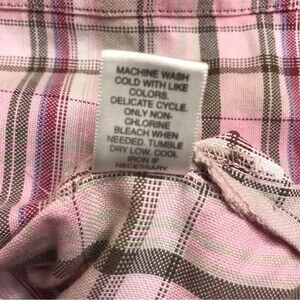 MACHINE WASH
COLD WITH LIKE
COLORS.
DELICATE CYCLE.
ONLY NON-
CHLORINE
BLEACH WHEN
NEEDED. TUMBLE
DRY LOW. COOL
IRON IF
NECESSARY